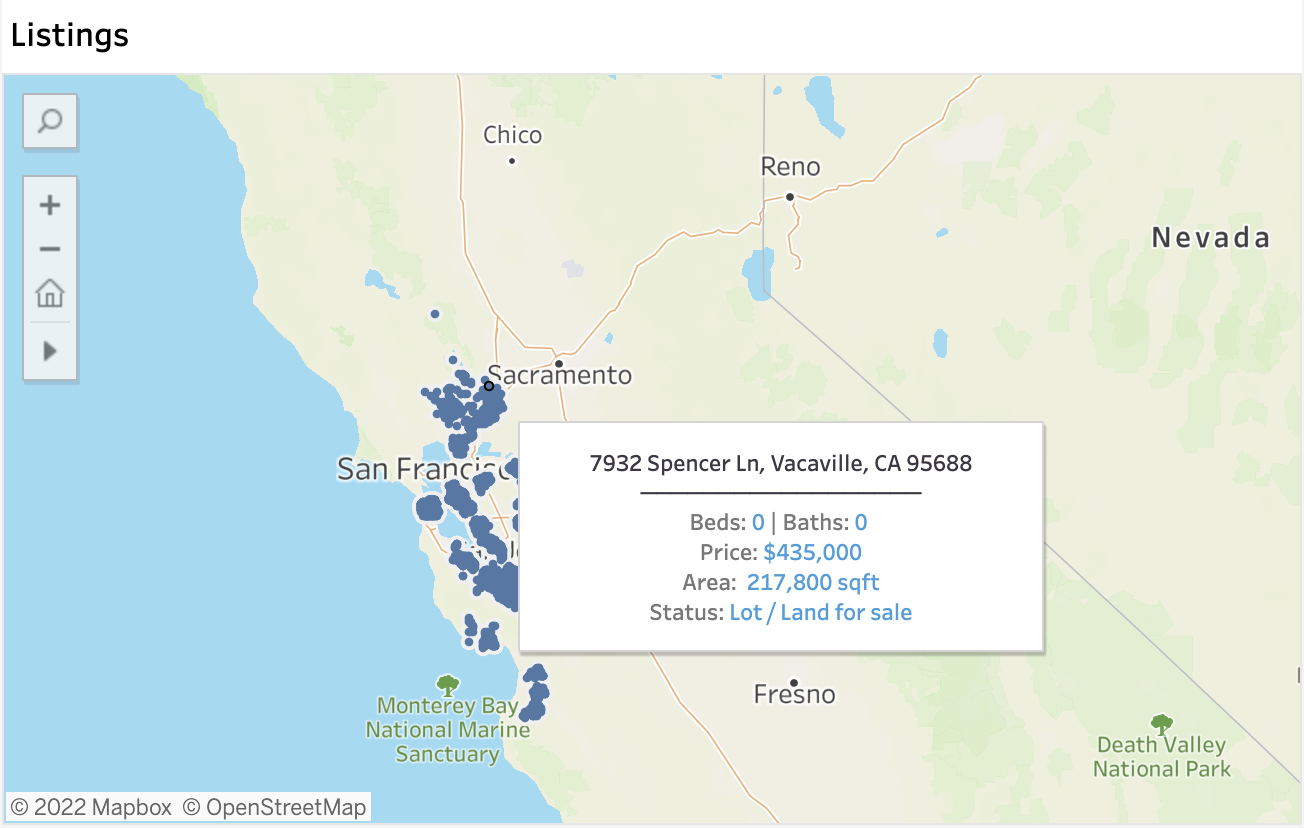 Listings
Chico
Reno
Nevada
Sacramento
San Francisc
7932 Spencer Ln, Vacaville, CA 95688
Beds: 0 | Baths: 0
Price: $435,000
Area: 217,800 sqft
Status: Lot / Land for sale
Fresno
Monterey Bay
National Marine
Sanctuary
Death Valley
National Park
© 2022 Mapbox © OpenStreetMap